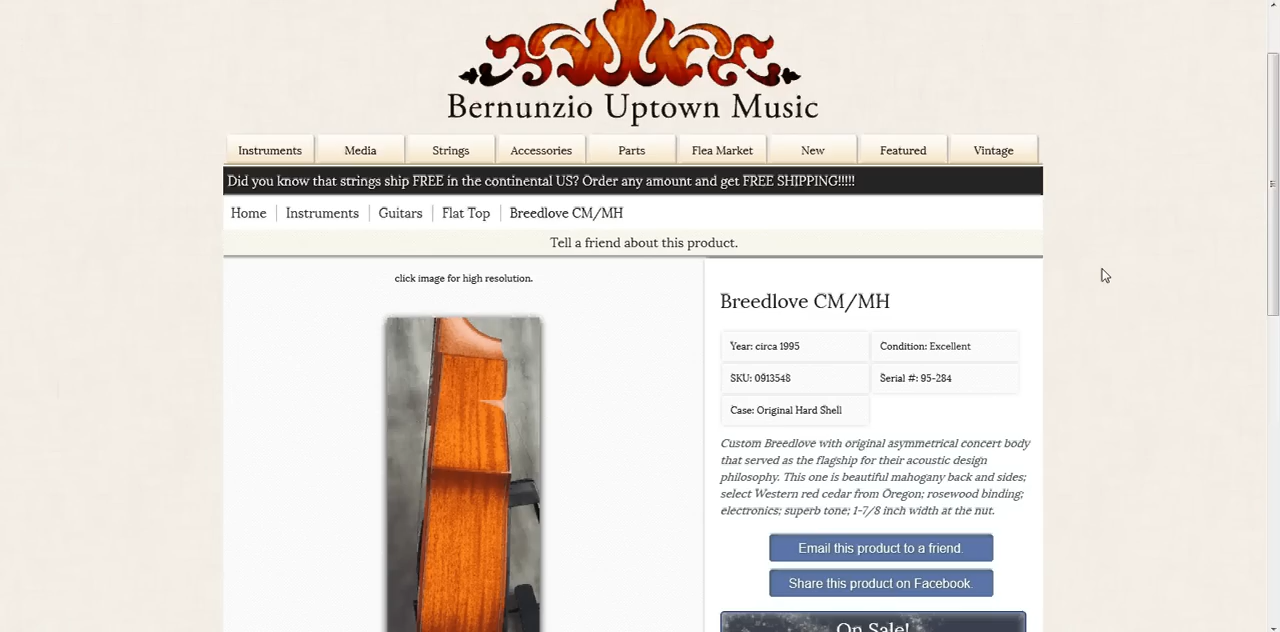 Bernunzio Uptown Music
Instruments
Media
Strings
Accessories
Parts
Flea Market
New
Featured
Vintage
Did you know that strings ship FREE in the continental US? Order any amount and get FREE SHIPPING!!!!!
Home
Instruments
Guitars
Flat Top
Breedlove CM/MH
Tell a friend about this product.
click image for high resolution.
Breedlove CM/MH
Year: circa 1995
Condition: Excellent
SKU: 0913548
Serial #: 95-284
Case: Original Hard Shell
Custom Breedlove with original asymmetrical concert body
that served as the flagship for their acoustic design
philosophy. This one is beautiful mahogany back and sides;
select Western red cedar from Oregon; rosewood binding;
electronics; superb tone; 1-7/8 inch width at the nut.
Email this product to a friend.
Share this product on Facebook.
On Sale!